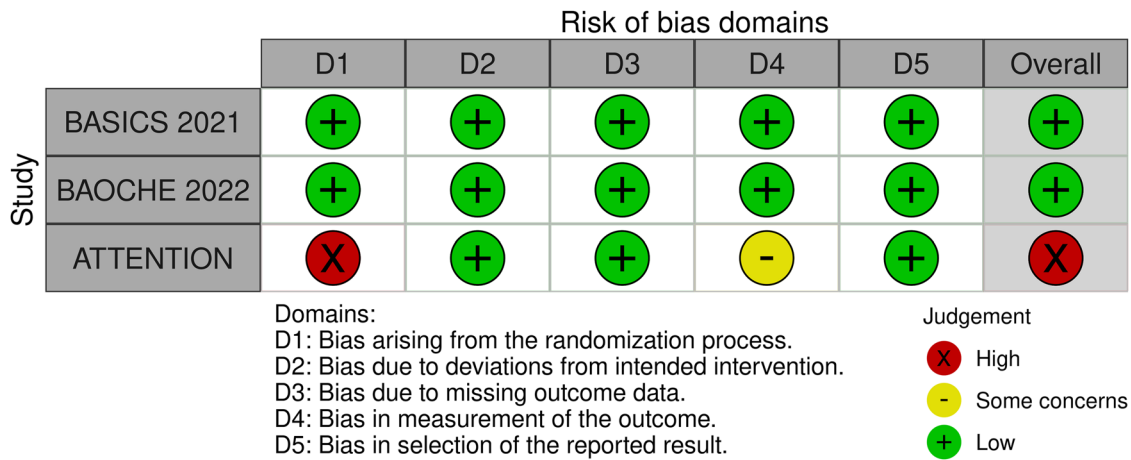 Risk of bias domains
D1 D2 D3 D4 D5 Overall
Study
BASICS 2021 + + + + + +
BAOCHE 2022 + + + + + +
ATTENTION X + + - + X
Domains:
D1: Bias arising from the randomization process.
D2: Bias due to deviations from intended intervention.
D3: Bias due to missing outcome data.
D4: Bias in measurement of the outcome.
D5: Bias in selection of the reported result.
Judgement
X High
- Some concerns
+ Low